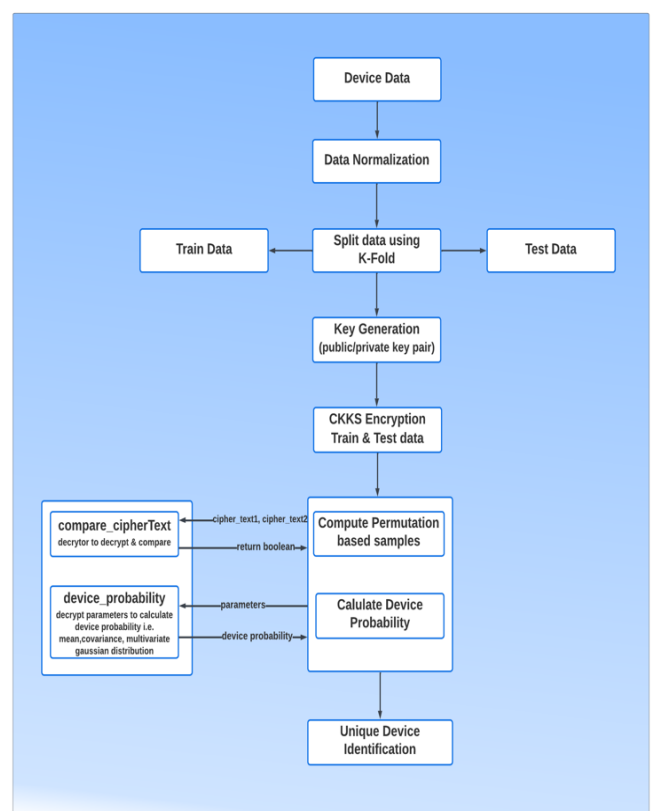 Device Data
Data Normalization
Train Data
Split data using
K-Fold
Test Data
Key Generation
(public/private key pair)
CKKS Encryption
Train & Test data
compare_cipherText
decrytor to decrypt & compare
cipher_text1, cipher_text2
return boolean
Compute Permutation
based samples
device_probability
decrypt parameters to calculate
device probability i.e.
mean,covariance, multivariate
gaussian distribution
parameters
device probability
Calulate Device
Probability
Unique Device
Identification